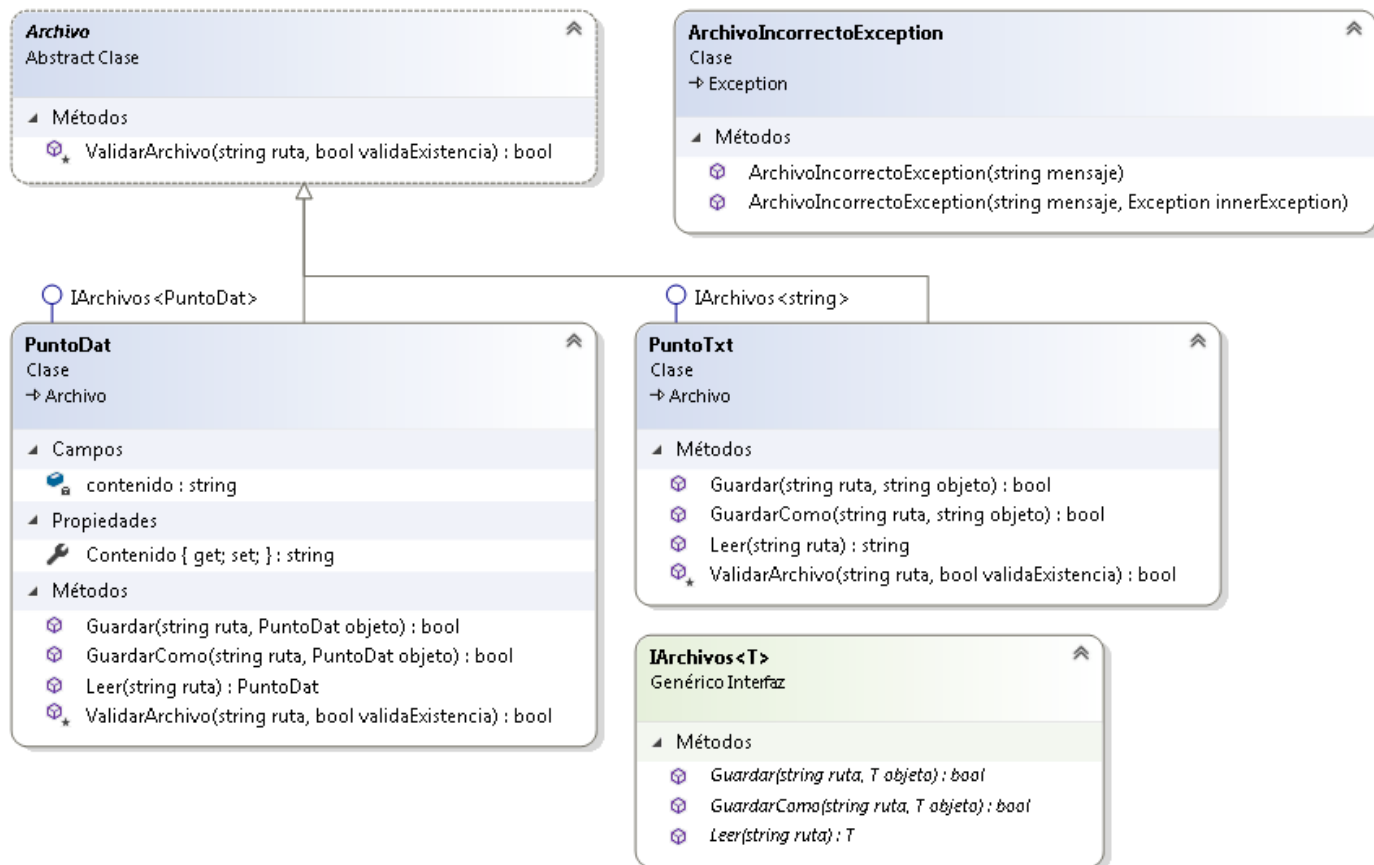 Archivo
Abstract Clase
Métodos
ValidarArchivo(string ruta, bool validaExistencia) : bool
ArchivoIncorrectoException
Clase
Exception
Métodos
ArchivoIncorrectoException(string mensaje)
ArchivoIncorrectoException(string mensaje, Exception innerException)
IArchivos<PuntoDat>
PuntoDat
Clase
Archivo
Campos
contenido : string
Propiedades
Contenido { get; set; } : string
Métodos
Guardar(string ruta, PuntoDat objeto) : bool
GuardarComo(string ruta, PuntoDat objeto) : bool
Leer(string ruta) : PuntoDat
ValidarArchivo(string ruta, bool validaExistencia) : bool
IArchivos<string>
PuntoTxt
Clase
Archivo
Métodos
Guardar(string ruta, string objeto) : bool
GuardarComo(string ruta, string objeto) : bool
Leer(string ruta) : string
ValidarArchivo(string ruta, bool validaExistencia) : bool
IArchivos<T>
Genérico Interfaz
Métodos
Guardar(string ruta, T objeto) : bool
GuardarComo(string ruta, T objeto) : bool
Leer(string ruta) : T